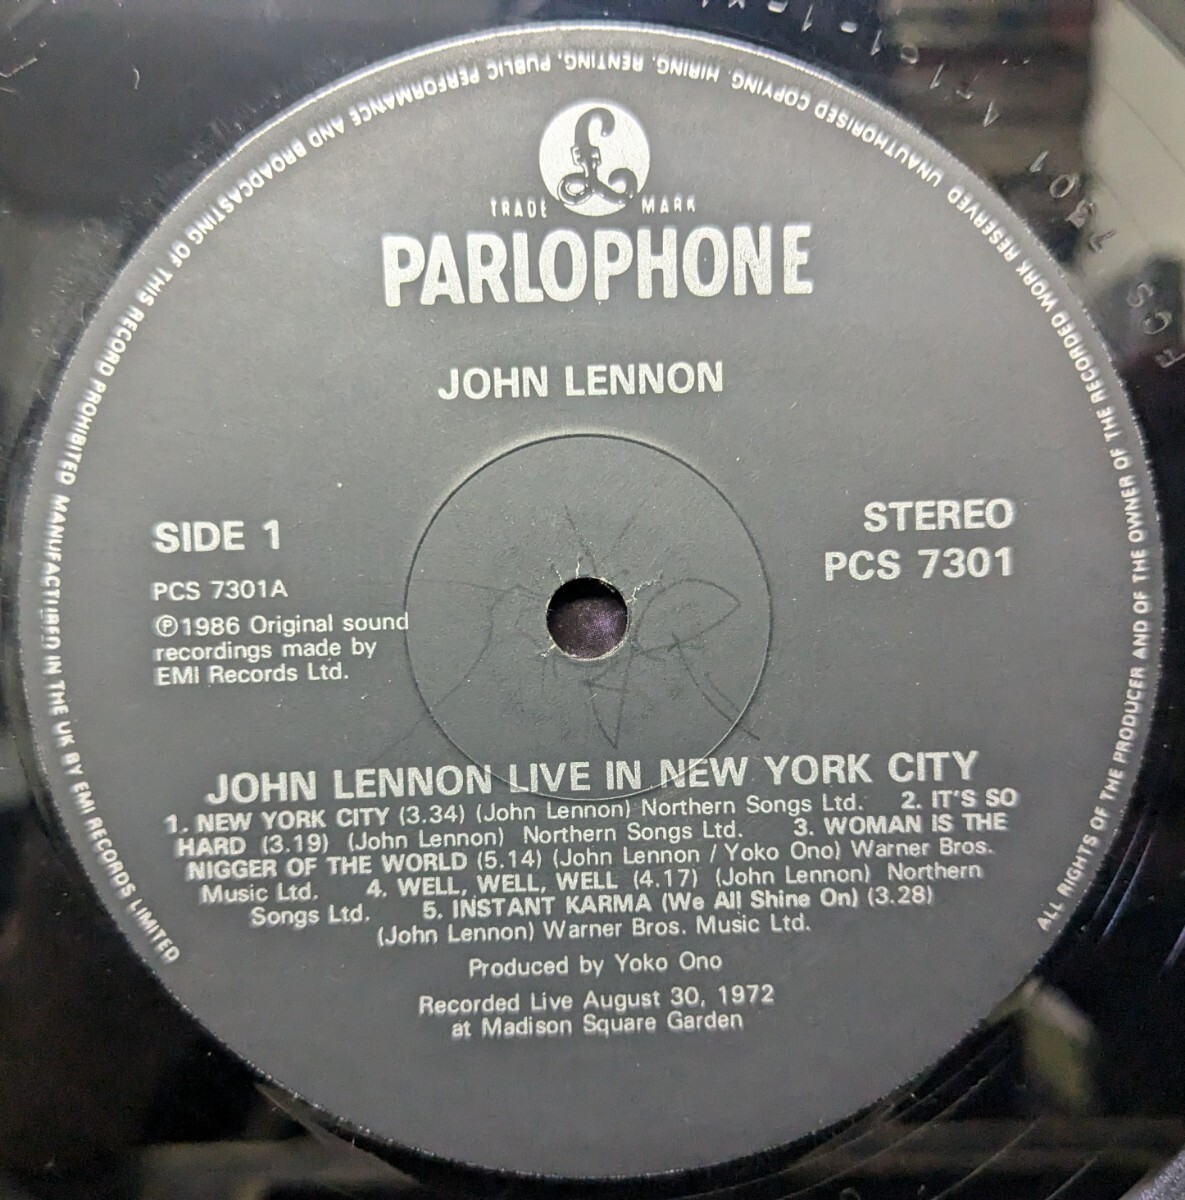 ALL RIGHTS OF THE PRODUCER AND OF THE OWNER OF THE RECORDED WORK RESERVED UNAUTHORISED COPYING, HIRING, RENTING, PUBLIC PERFORMANCE AND BROADCASTING OF THIS RECORD PROHIBITED MANUFACTURED IN THE UK BY EMI RECORDS LIMITED
£
TRADE MARK
PARLOPHONE
JOHN LENNON
SIDE 1
STEREO
PCS 7301
PCS 7301A
Ⓟ1986 Original sound
recordings made by
EMI Records Ltd.
JOHN LENNON LIVE IN NEW YORK CITY
1. NEW YORK CITY (3.34) (John Lennon) Northern Songs Ltd. 2. IT'S SO
HARD (3.19) (John Lennon) Northern Songs Ltd. 3. WOMAN IS THE
NIGGER OF THE WORLD (5.14) (John Lennon / Yoko Ono) Warner Bros.
Music Ltd. 4. WELL, WELL, WELL (4.17) (John Lennon) Northern
Songs Ltd. 5. INSTANT KARMA (We All Shine On) (3.28)
(John Lennon) Warner Bros. Music Ltd.
Produced by Yoko Ono
Recorded Live August 30, 1972
at Madison Square Garden
PCS 7301